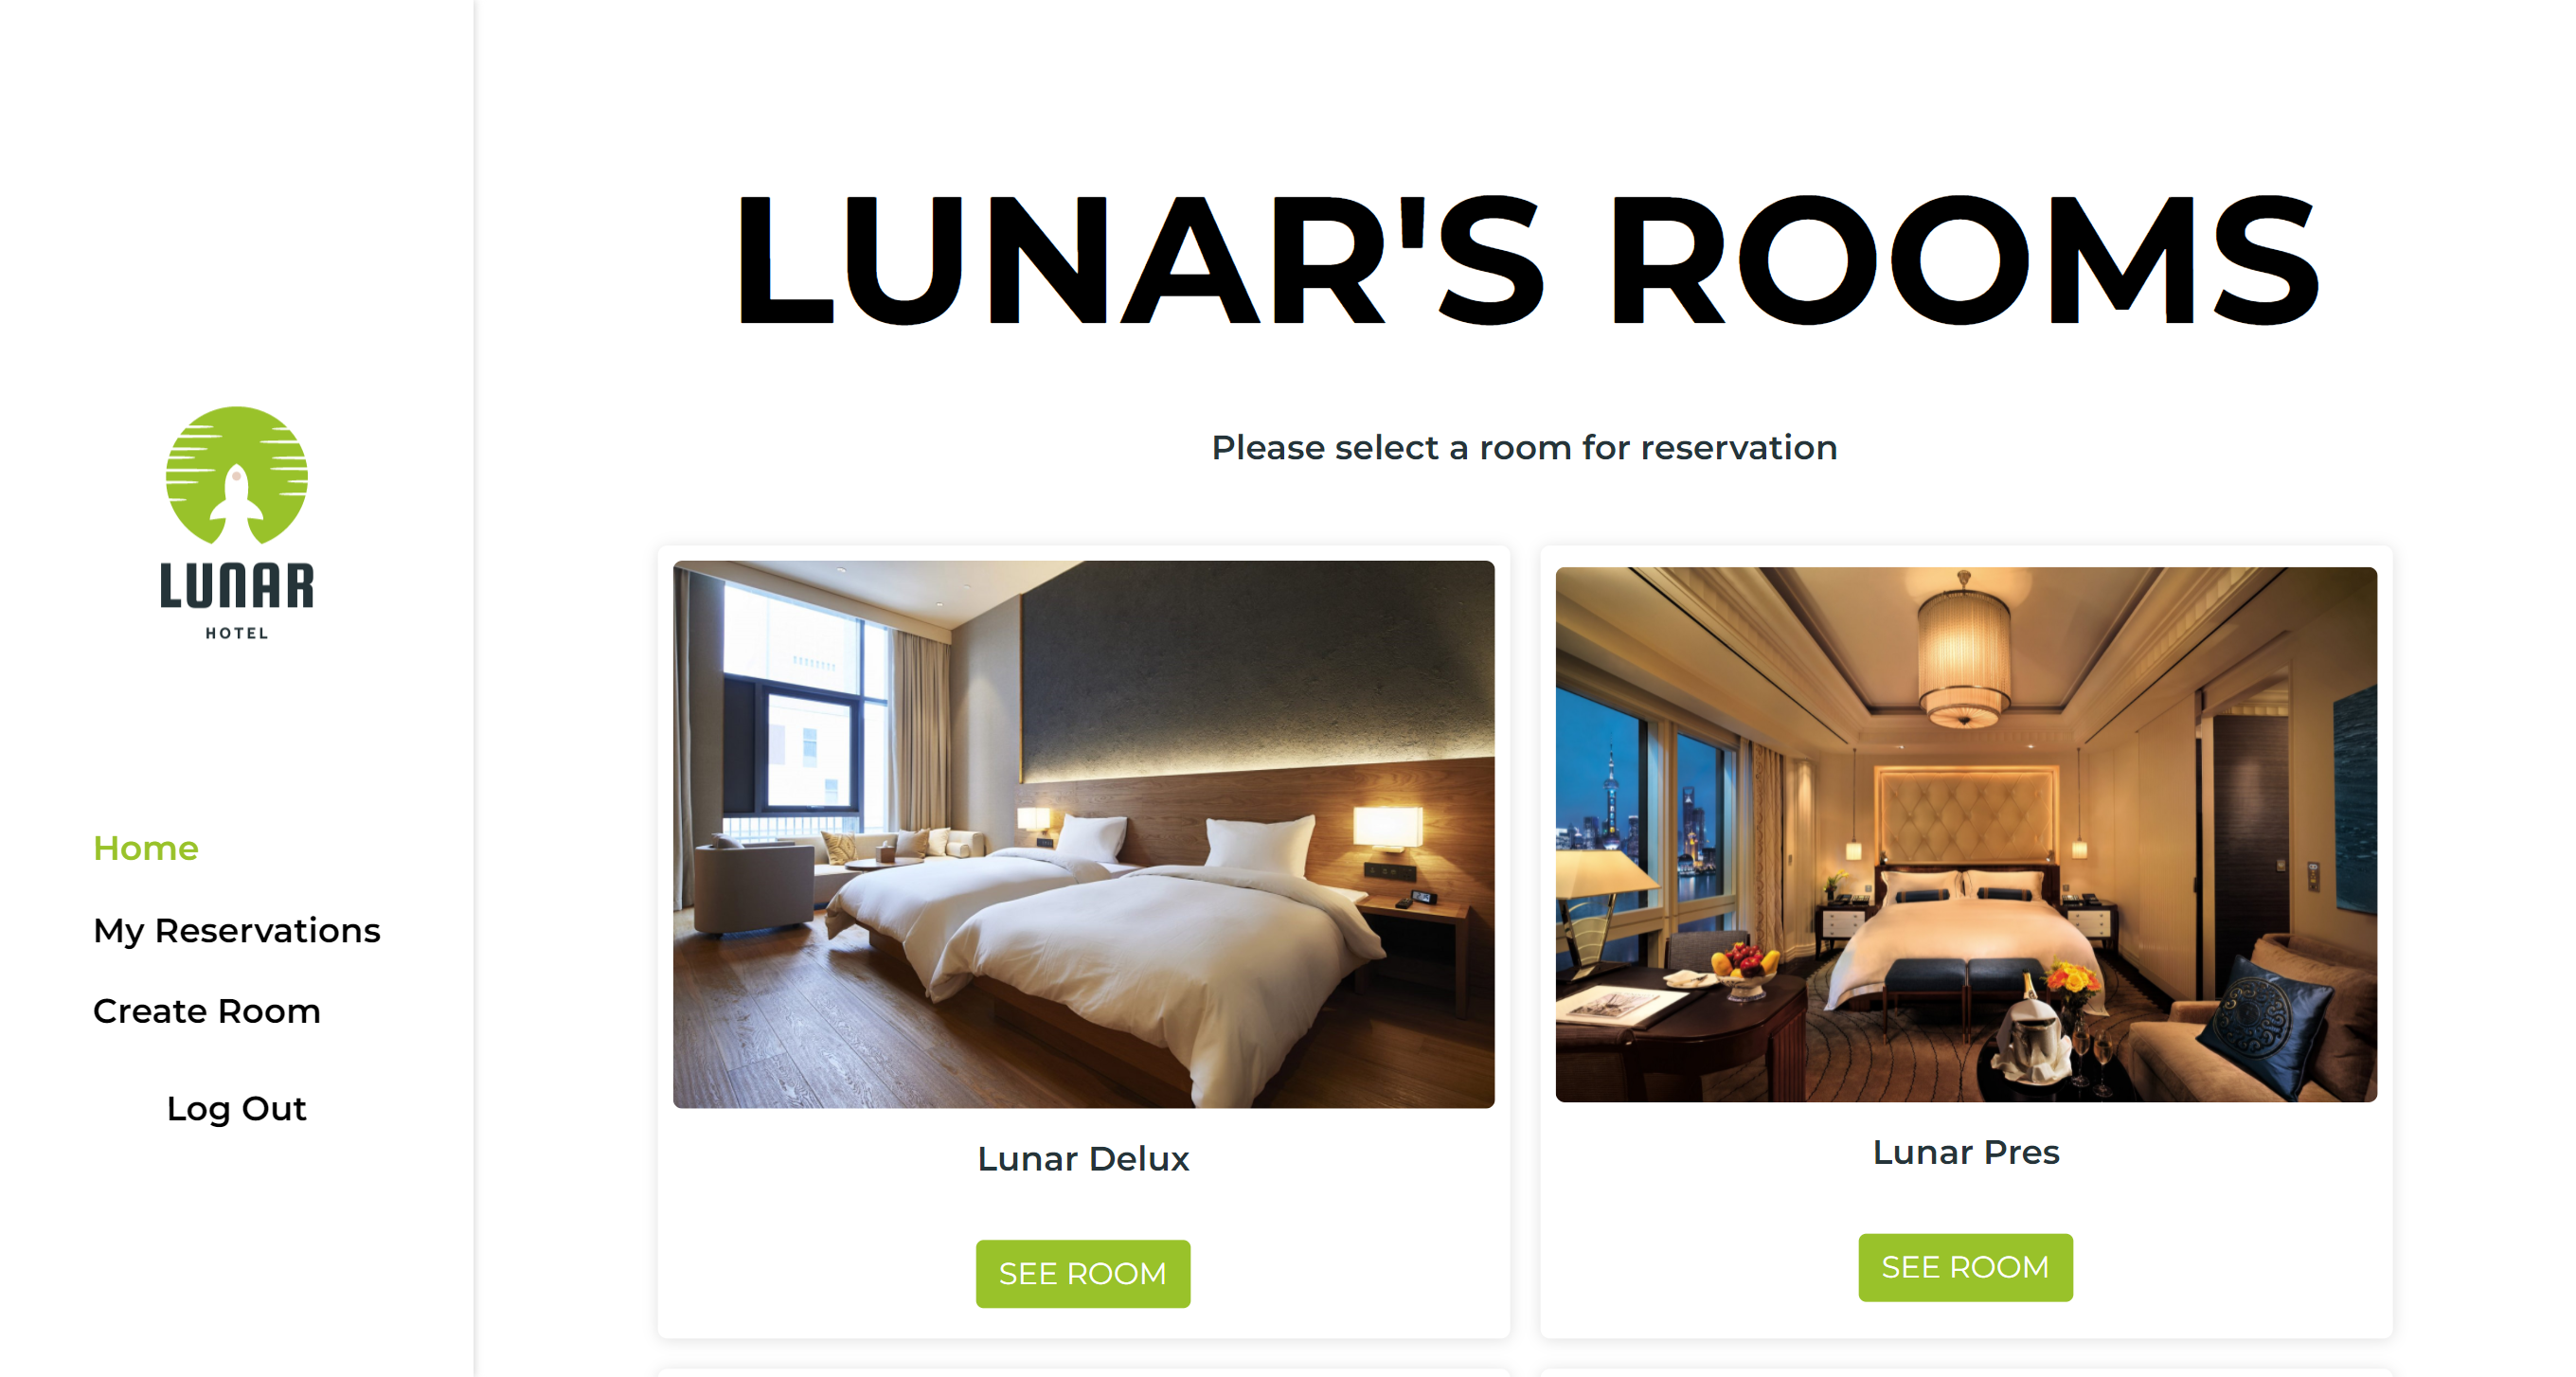 LUNAR
HOTEL
Home
My Reservations
Create Room
Log Out
LUNAR'S ROOMS
Please select a room for reservation
Lunar Delux
SEE ROOM
Lunar Pres
SEE ROOM